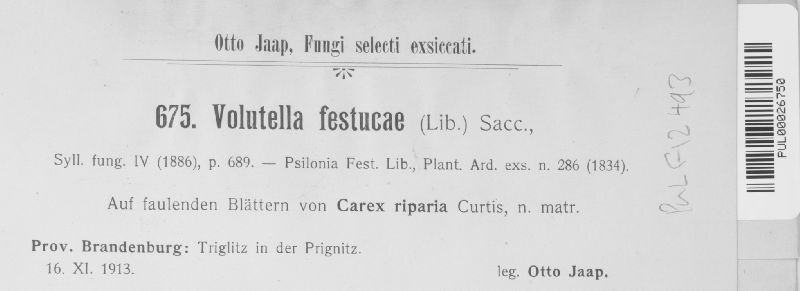 Otto Jaap, Fungi selecti exsiccati.
675. Volutella festucae (Lib.) Sacc.,
Syll. fung. IV (1886), p. 689. — Psilonia Fest. Lib., Plant. Ard. exs. n. 286 (1834).
Auf faulenden Blättern von Carex riparia Curtis, n. matr.
Prov. Brandenburg: Triglitz in der Prignitz.
16. XI. 1913.
leg. Otto Jaap.
PUL F12493
PUL00026750